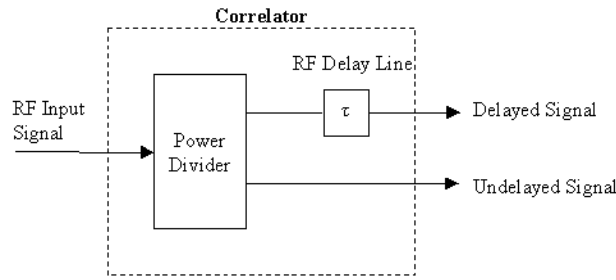 Correlator
RF Delay Line
RF Input
Signal
τ
Delayed Signal
Power
Divider
Undelayed Signal